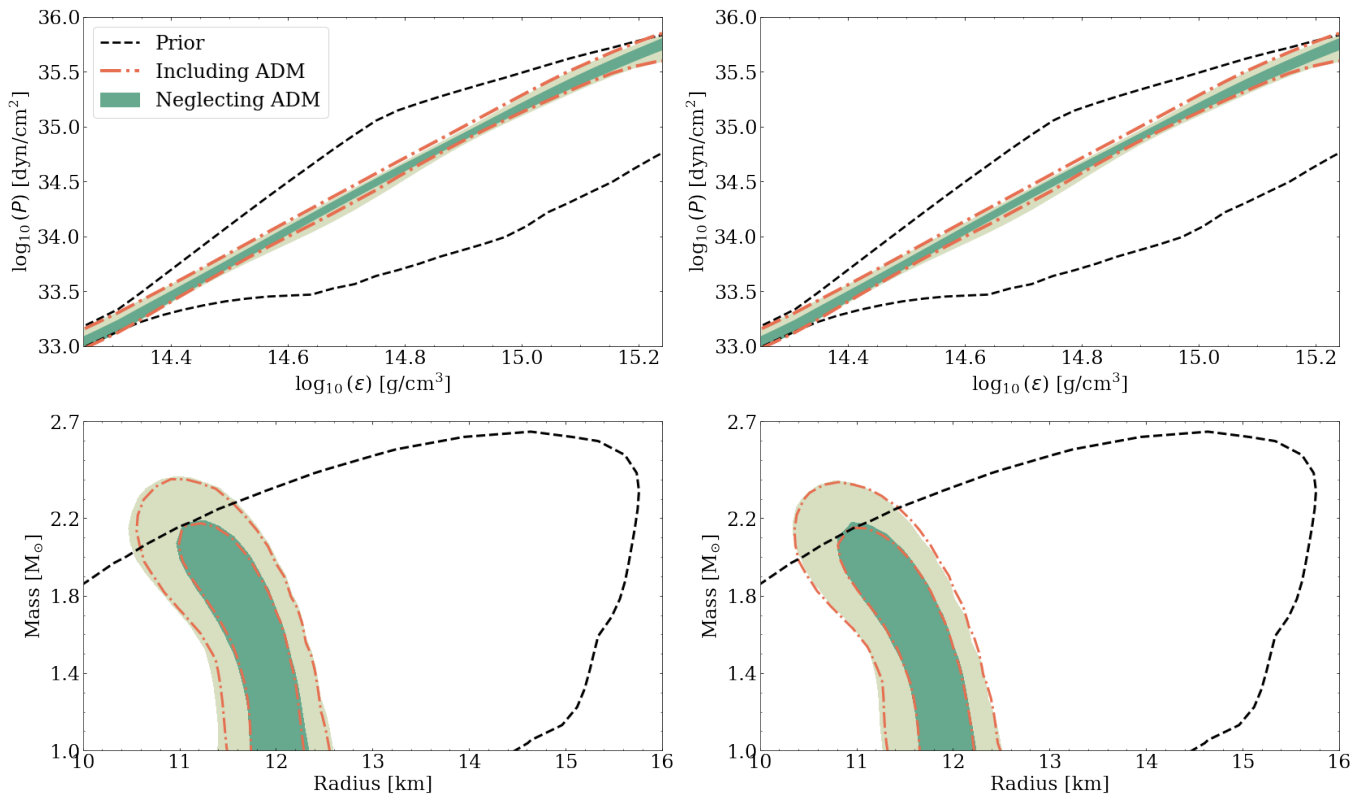 36.0
35.5
35.0
34.5
34.0
33.5
33.0
log₁₀(P) [dyn/cm²]
Prior
Including ADM
Neglecting ADM
14.4 14.6 14.8 15.0 15.2
log₁₀(ε) [g/cm³]
36.0
35.5
35.0
34.5
34.0
33.5
33.0
log₁₀(P) [dyn/cm²]
14.4 14.6 14.8 15.0 15.2
log₁₀(ε) [g/cm³]
2.7
2.2
1.8
1.4
1.0
Mass [M☉]
10 11 12 13 14 15 16
Radius [km]
2.7
2.2
1.8
1.4
1.0
Mass [M☉]
10 11 12 13 14 15 16
Radius [km]